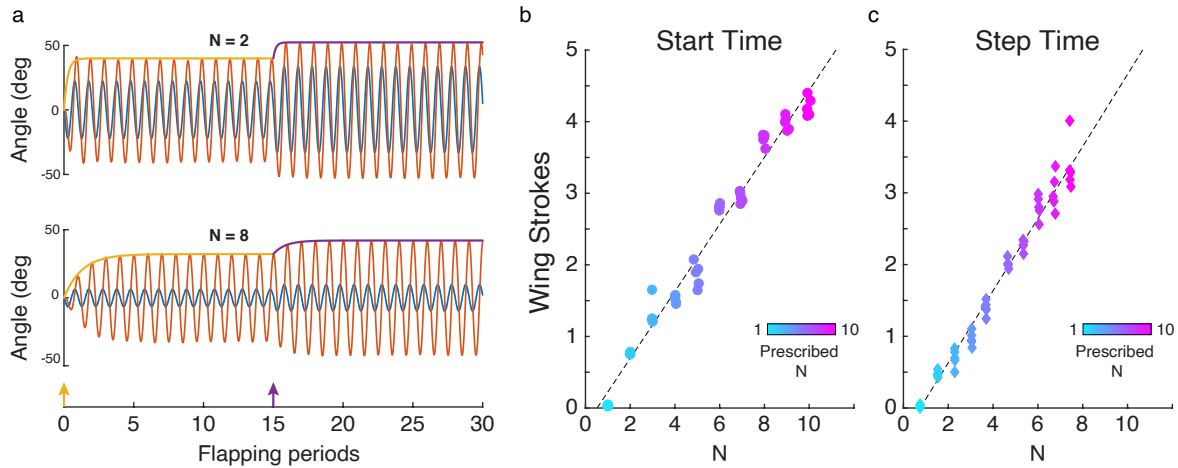 a
N = 2
50
0
-50
Angle (deg
N = 8
50
0
-50
Angle (deg
0 5 10 15 20 25 30
Flapping periods
b
Start Time
5
4
3
2
1
0
Wing Strokes
1 10
Prescribed
N
0 2 4 6 8 10 12
N
c
Step Time
5
4
3
2
1
0
1 10
Prescribed
N
0 2 4 6 8 10 12
N